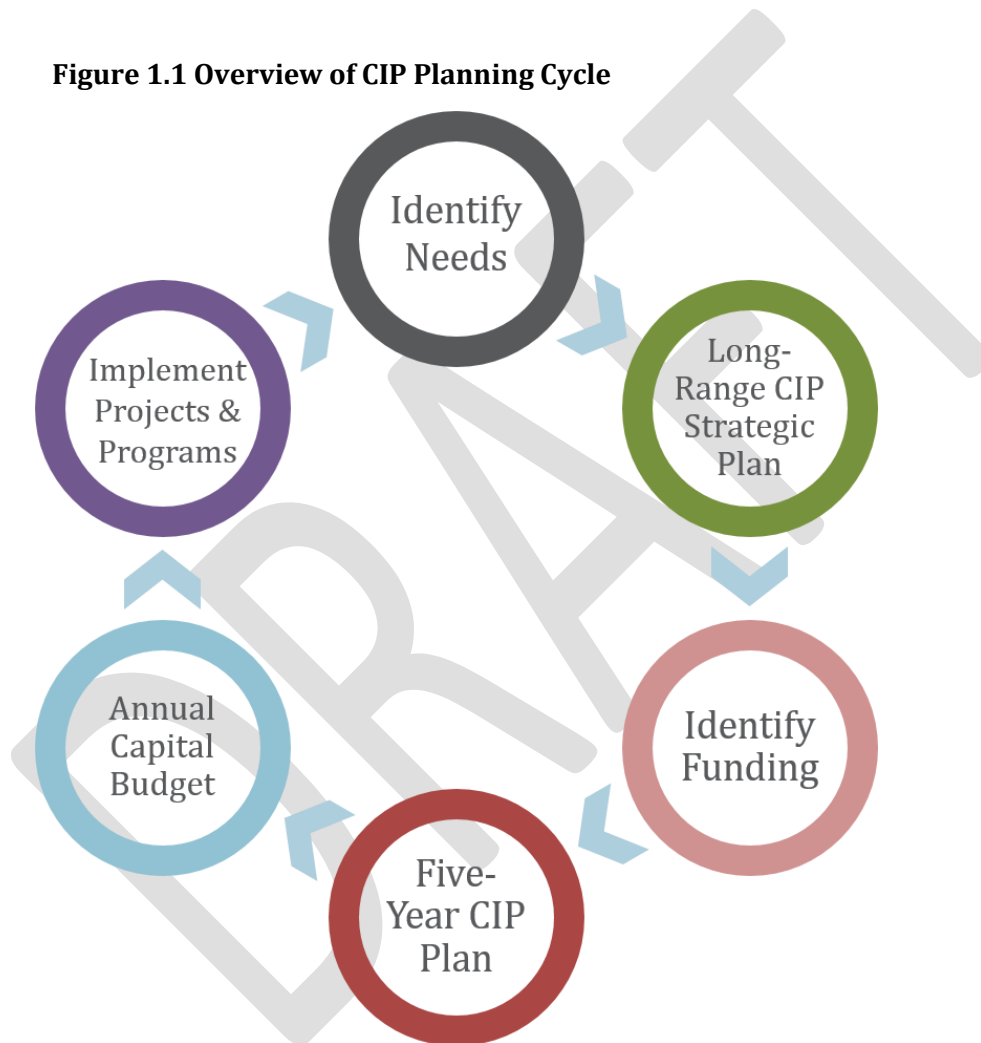 Figure 1.1 Overview of CIP Planning Cycle
Identify
Needs
Long-
Range CIP
Strategic
Plan
Identify
Funding
Five-
Year CIP
Plan
Annual
Capital
Budget
Implement
Projects &
Programs
DRAFT